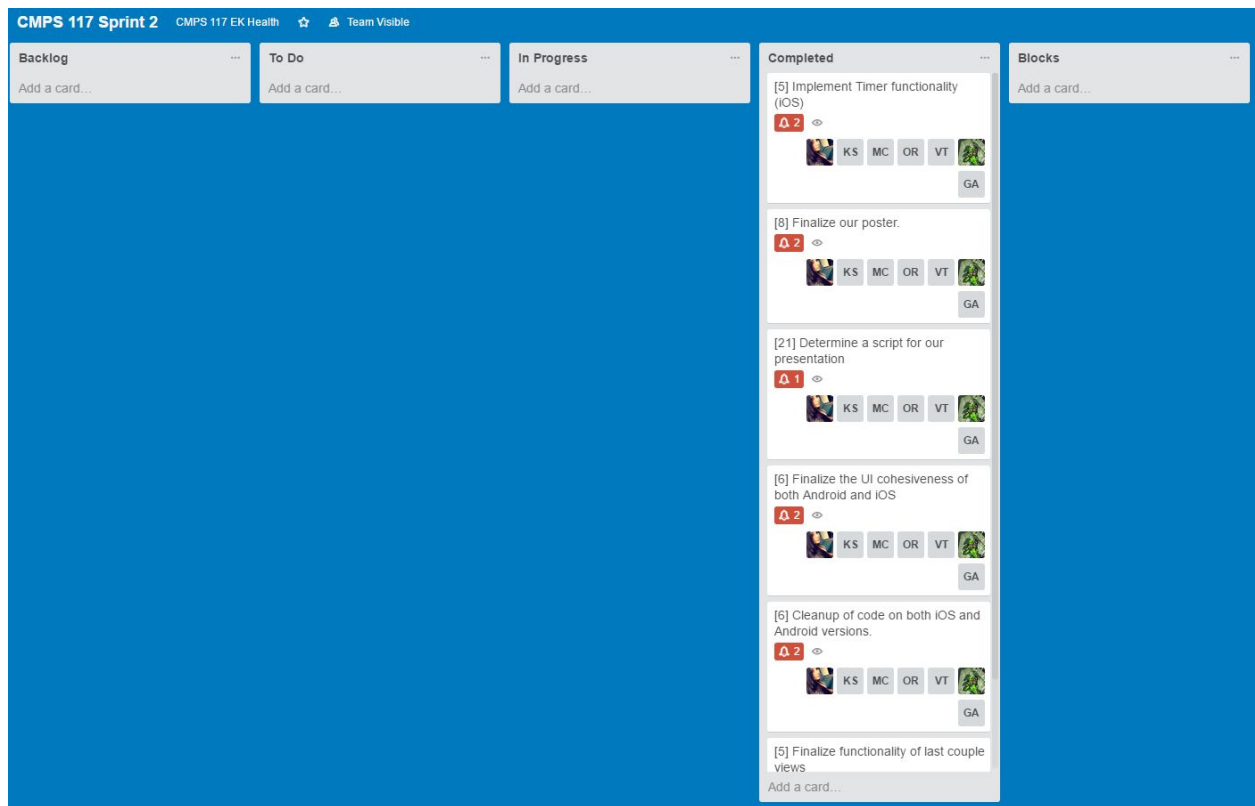 CMPS 117 Sprint 2 CMPS 117 EK Health Team Visible
Backlog ...
Add a card...
To Do ...
Add a card...
In Progress ...
Add a card...
Completed ...
[5] Implement Timer functionality
(iOS)
2
KS MC OR VT
GA
[8] Finalize our poster.
2
KS MC OR VT
GA
[21] Determine a script for our
presentation
1
KS MC OR VT
GA
[6] Finalize the UI cohesiveness of
both Android and iOS
2
KS MC OR VT
GA
[6] Cleanup of code on both iOS and
Android versions.
2
KS MC OR VT
GA
[5] Finalize functionality of last couple
views
Add a card...
Blocks ...
Add a card...